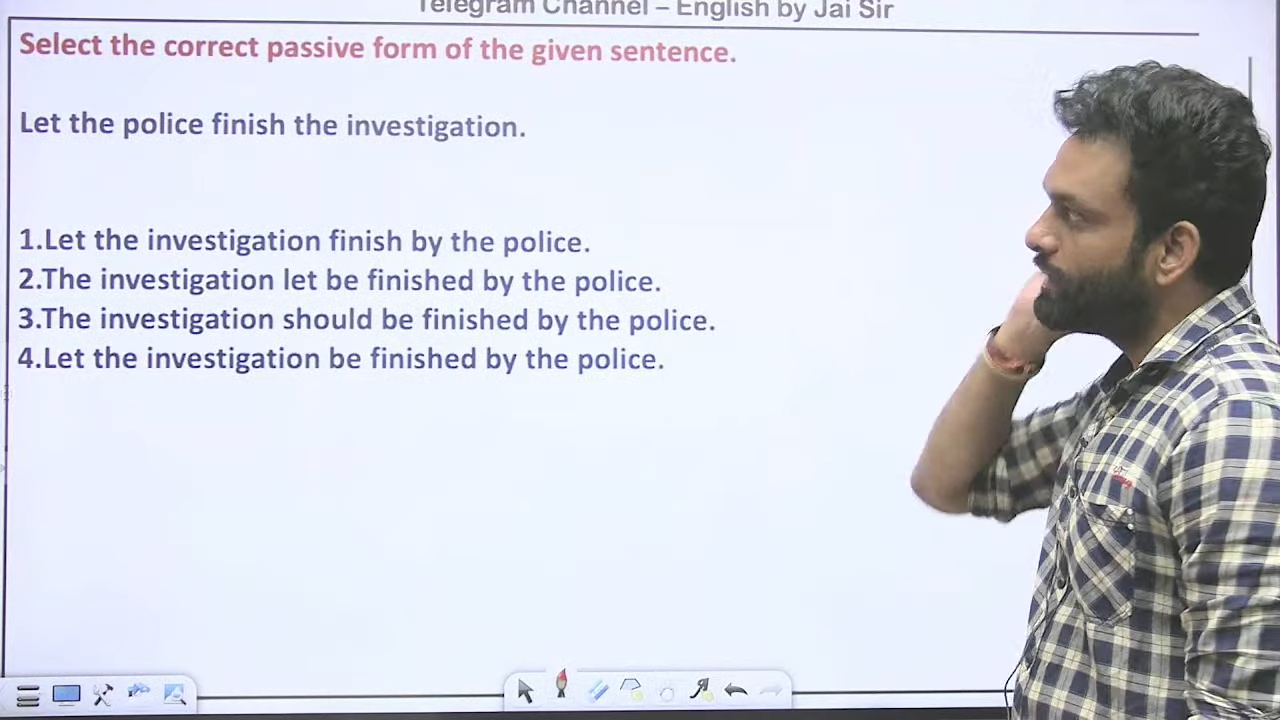 Telegram Channel – English by Jai Sir
Select the correct passive form of the given sentence.
Let the police finish the investigation.
1.Let the investigation finish by the police.
2.The investigation let be finished by the police.
3.The investigation should be finished by the police.
4.Let the investigation be finished by the police.